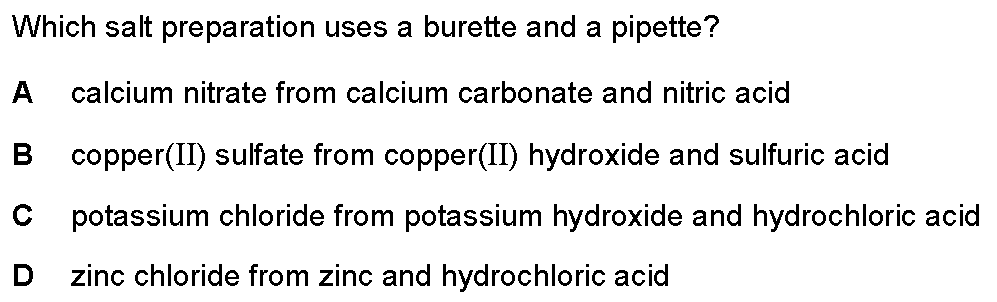 Which salt preparation uses a burette and a pipette?
A calcium nitrate from calcium carbonate and nitric acid
B copper(II) sulfate from copper(II) hydroxide and sulfuric acid
C potassium chloride from potassium hydroxide and hydrochloric acid
D zinc chloride from zinc and hydrochloric acid